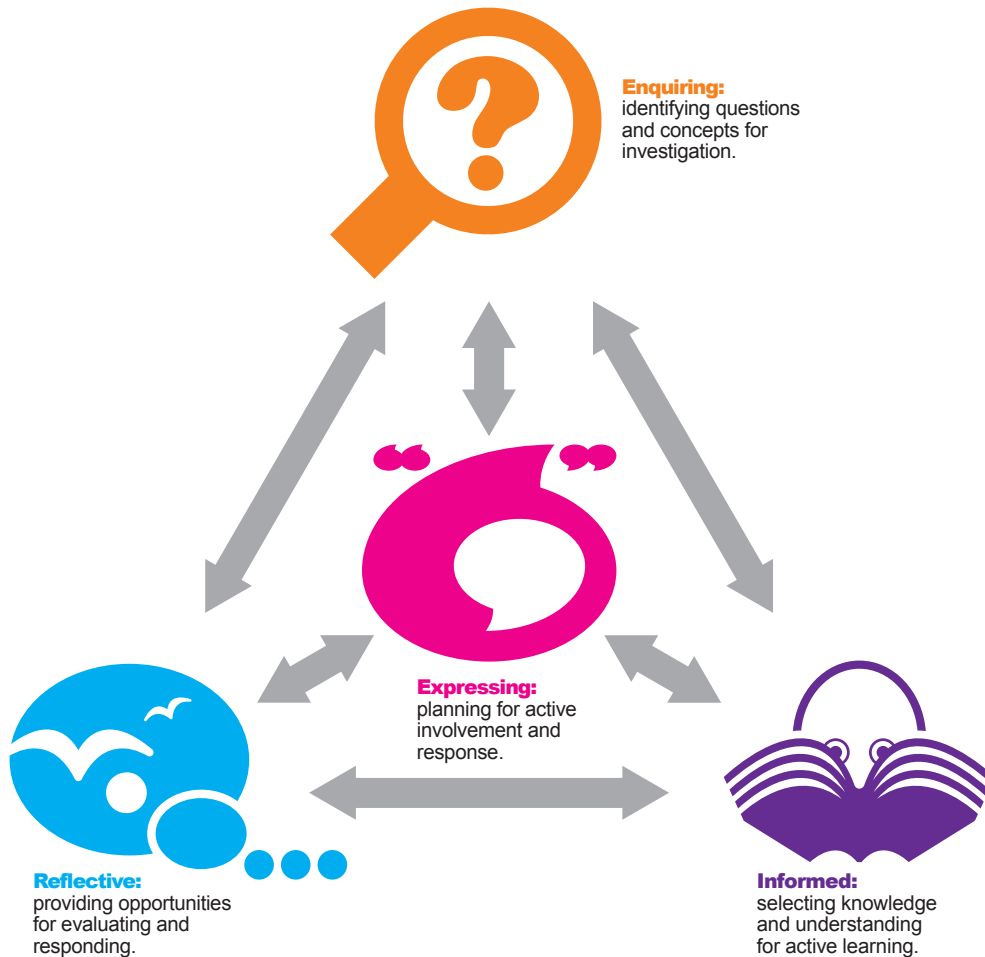 Enquiring:
identifying questions
and concepts for
investigation.
Expressing:
planning for active
involvement and
response.
Reflective:
providing opportunities
for evaluating and
responding.
Informed:
selecting knowledge
and understanding
for active learning.